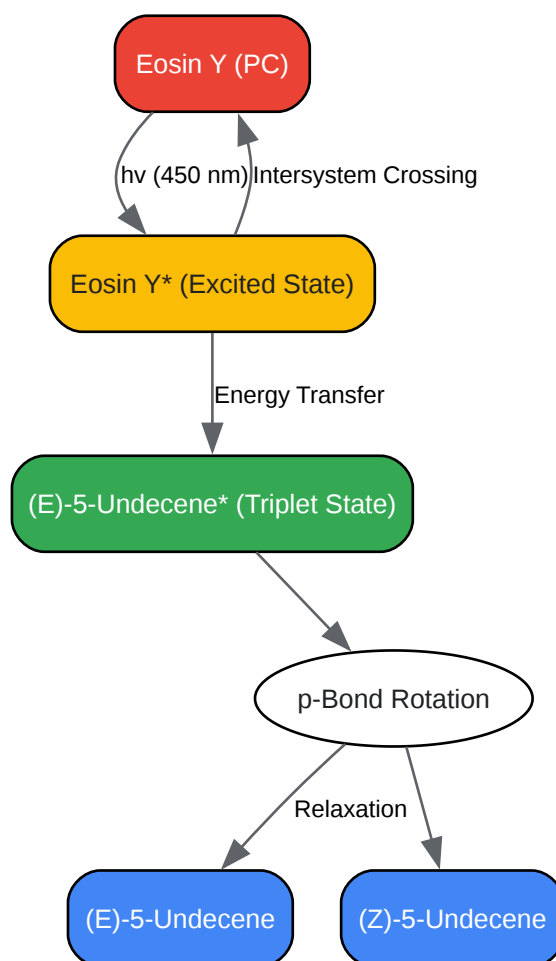 Eosin Y (PC)
hv (450 nm)
Intersystem Crossing
Eosin Y* (Excited State)
Energy Transfer
(E)-5-Undecene* (Triplet State)
p-Bond Rotation
Relaxation
(E)-5-Undecene
(Z)-5-Undecene